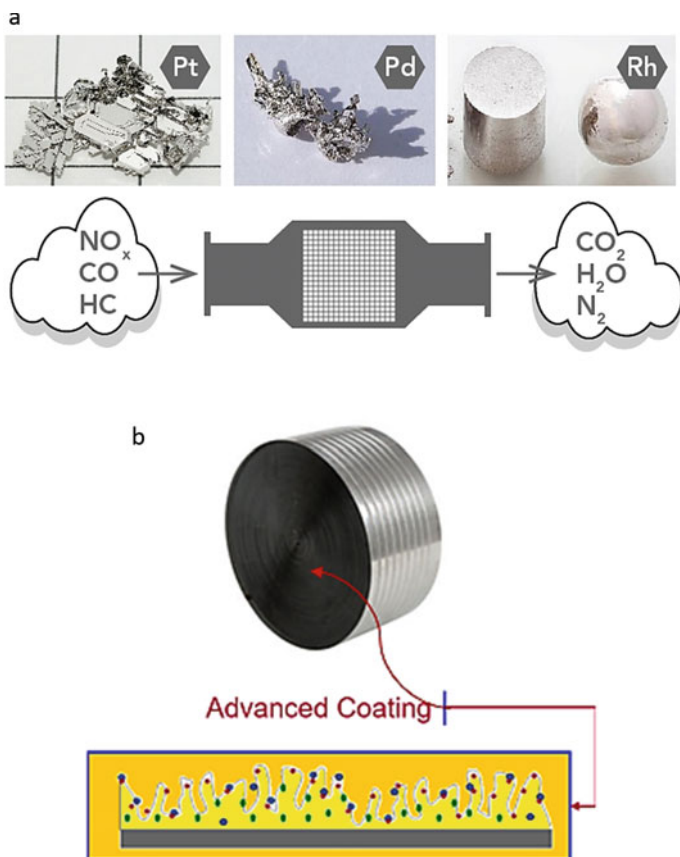 a
Pt
Pd
Rh
NOₓ
CO
HC
CO₂
H₂O
N₂
b
Advanced Coating